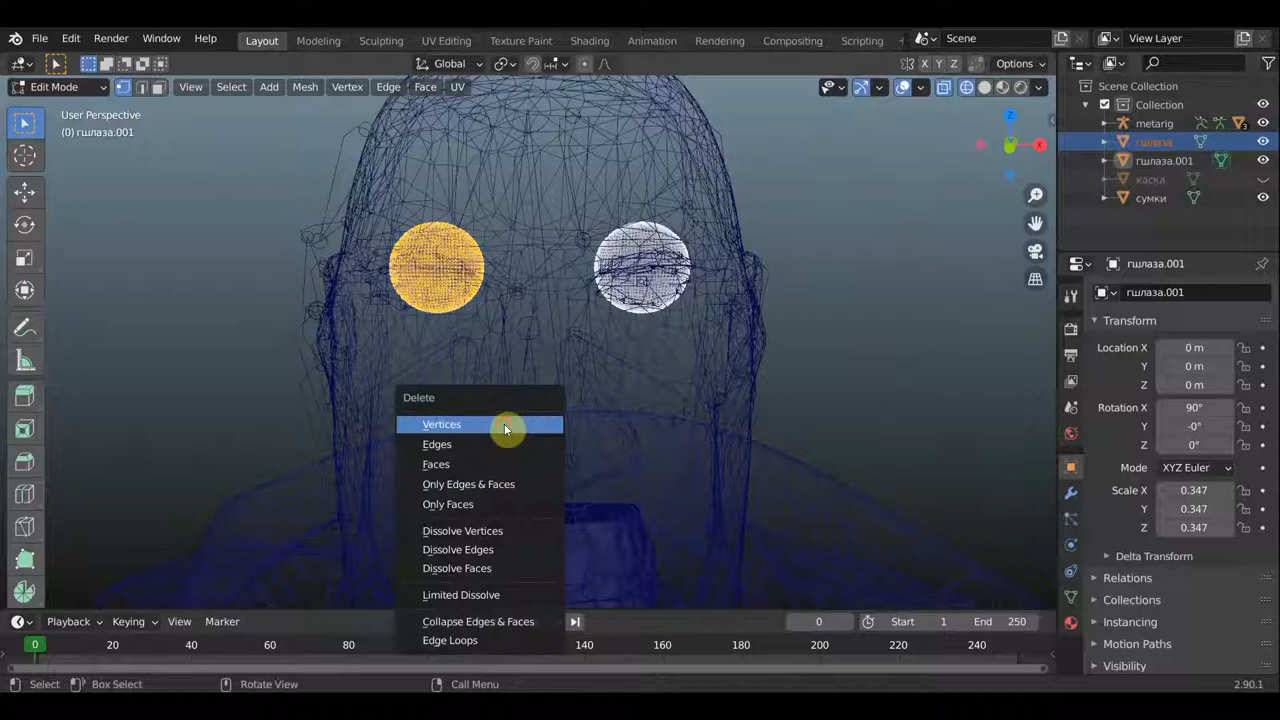 File Edit Render Window Help Layout Modeling Sculpting UV Editing Texture Paint Shading Animation Rendering Compositing Scripting Scene View Layer
Global X Y Z Options
Edit Mode View Select Add Mesh Vertex Edge Face UV
User Perspective
(0) гшлаза.001
Z
X
Scene Collection
Collection
metarig 3
гшлаза
гшлаза.001
каска
сумки
гшлаза.001
гшлаза.001
Transform
Location X 0 m
Y 0 m
Z 0 m
Rotation X 90°
Y -0°
Z 0°
Mode XYZ Euler
Scale X 0.347
Y 0.347
Z 0.347
Delta Transform
Relations
Collections
Instancing
Motion Paths
Visibility
Delete
Vertices
Edges
Faces
Only Edges & Faces
Only Faces
Dissolve Vertices
Dissolve Edges
Dissolve Faces
Limited Dissolve
Collapse Edges & Faces
Edge Loops
Playback Keying View Marker 0 Start 1 End 250
0 20 40 60 80 140 160 180 200 220 240
Select Box Select Rotate View Call Menu 2.90.1